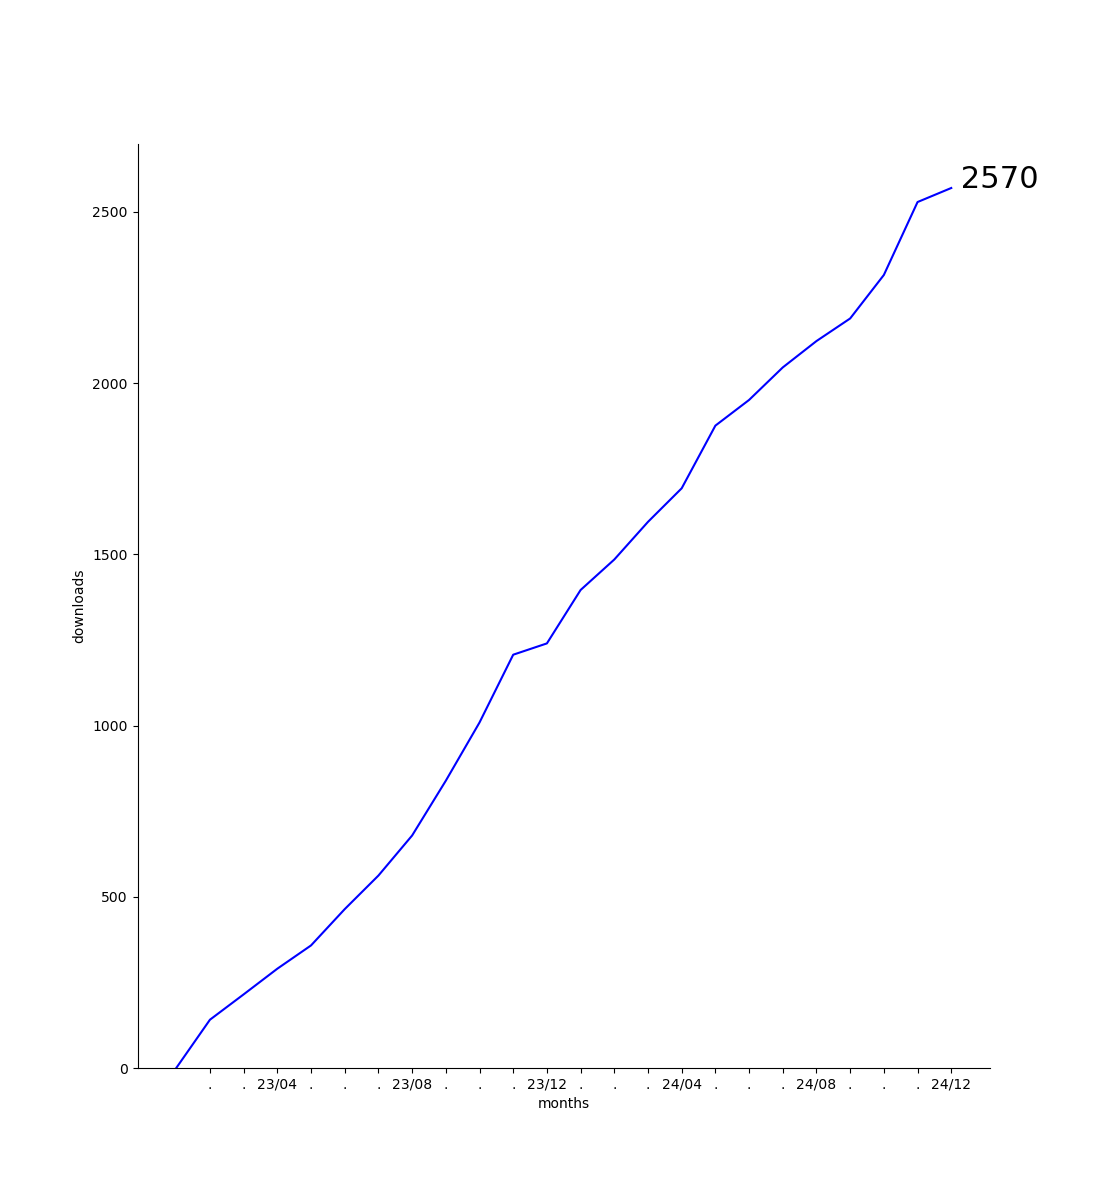 2570
2500
2000
1500
1000
500
0
downloads
. . 23/04 . . . 23/08 . . . 23/12 . . . 24/04 . . . 24/08 . . . 24/12
months